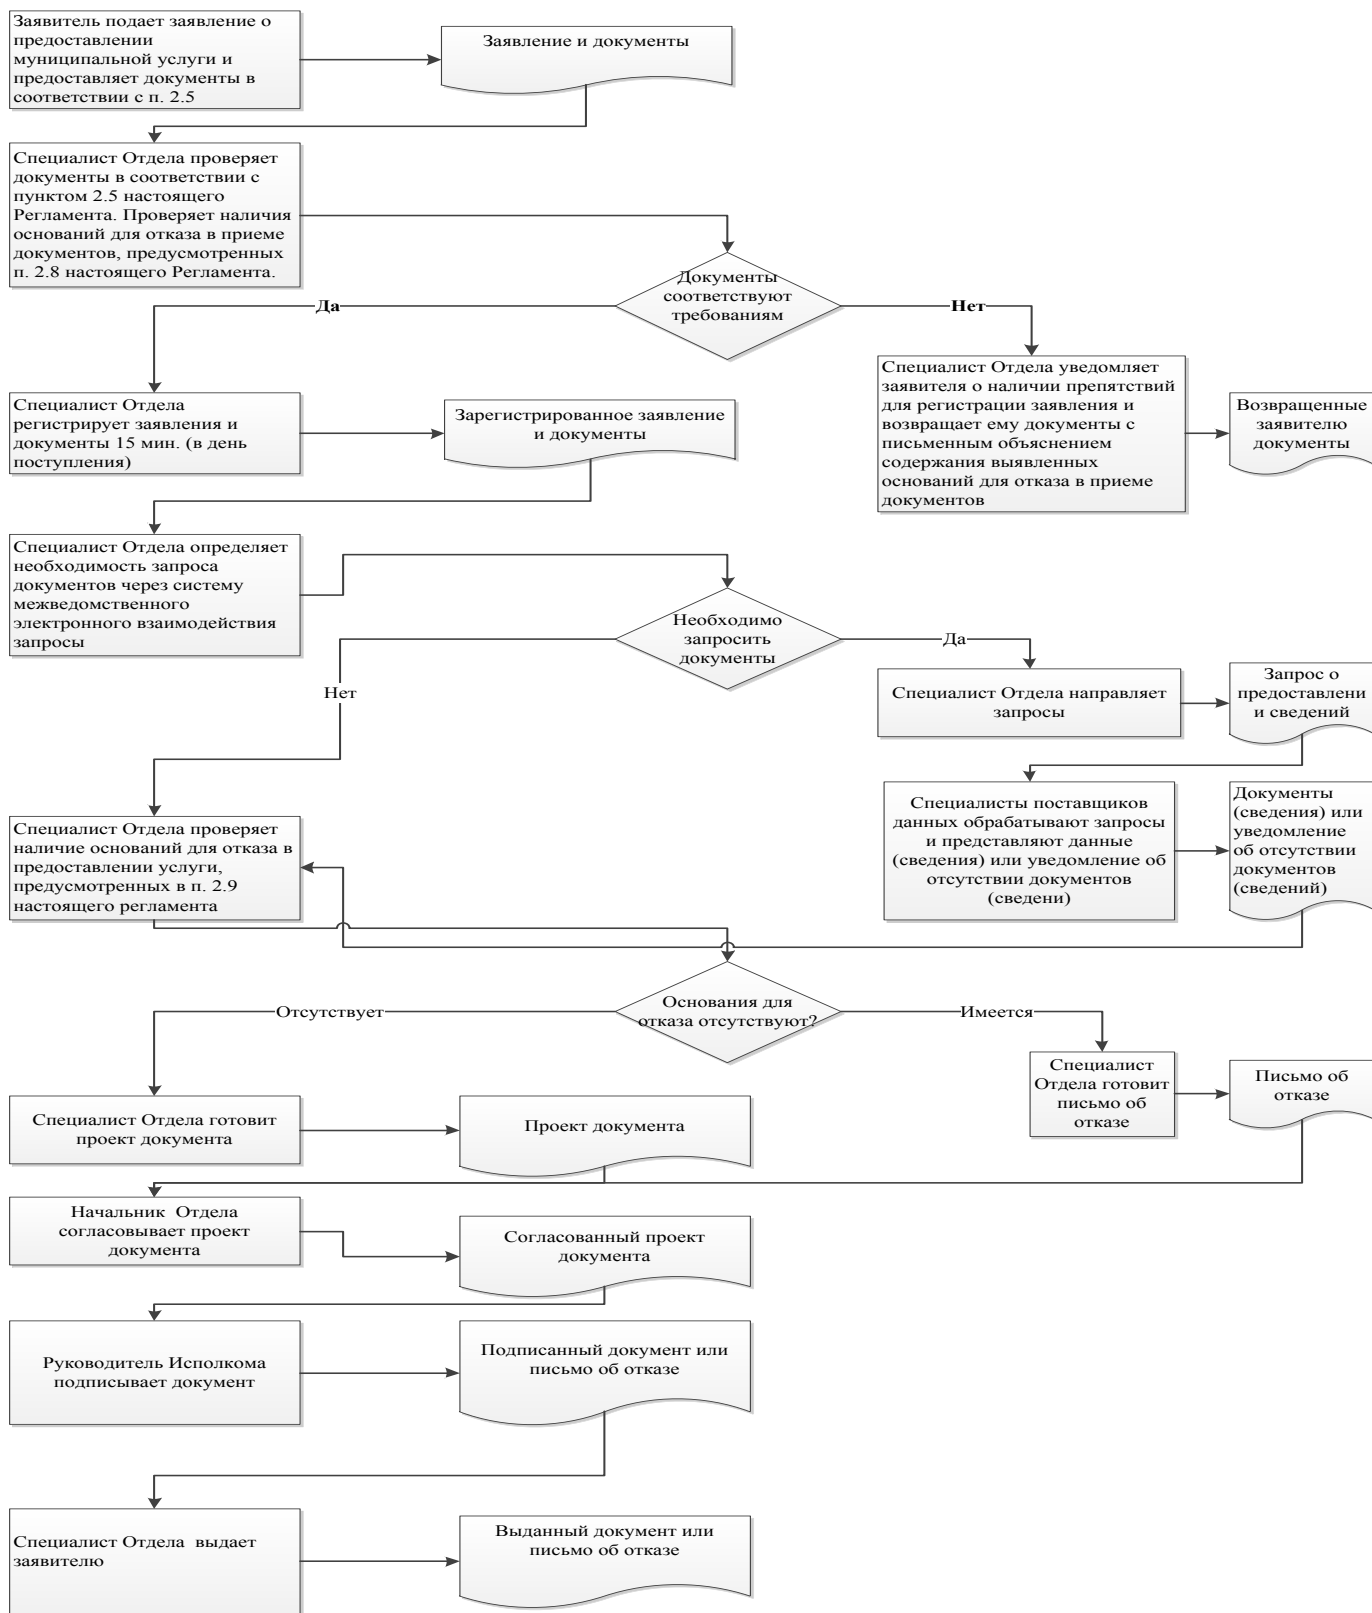 Заявитель подает заявление о
предоставлении
муниципальной услуги и
предоставляет документы в
соответствии с п. 2.5
Заявление и документы
Специалист Отдела проверяет
документы в соответствии с
пунктом 2.5 настоящего
Регламента. Проверяет наличия
оснований для отказа в приеме
документов, предусмотренных
п. 2.8 настоящего Регламента.
Документы
соответствуют
требованиям
Да
Нет
Специалист Отдела
регистрирует заявления и
документы 15 мин. (в день
поступления)
Зарегистрированное заявление
и документы
Специалист Отдела уведомляет
заявителя о наличии препятствий
для регистрации заявления и
возвращает ему документы с
письменным объяснением
содержания выявленных
оснований для отказа в приеме
документов
Возвращенные
заявителю
документы
Специалист Отдела определяет
необходимость запроса
документов через систему
межведомственного
электронного взаимодействия
запросы
Необходимо
запросить
документы
Да
Нет
Специалист Отдела направляет
запросы
Запрос о
предоставлени
и сведений
Специалисты поставщиков
данных обрабатывают запросы
и представляют данные
(сведения) или уведомление об
отсутствии документов
(сведени)
Документы
(сведения) или
уведомление
об отсутствии
документов
(сведений)
Специалист Отдела проверяет
наличие оснований для отказа в
предоставлении услуги,
предусмотренных в п. 2.9
настоящего регламента
Основания для
отказа отсутствуют?
Отсутствует
Имеется
Специалист
Отдела готовит
письмо об
отказе
Письмо об
отказе
Специалист Отдела готовит
проект документа
Проект документа
Начальник  Отдела
согласовывает проект
документа
Согласованный проект
документа
Руководитель Исполкома
подписывает документ
Подписанный документ или
письмо об отказе
Специалист Отдела  выдает
заявителю
Выданный документ или
письмо об отказе